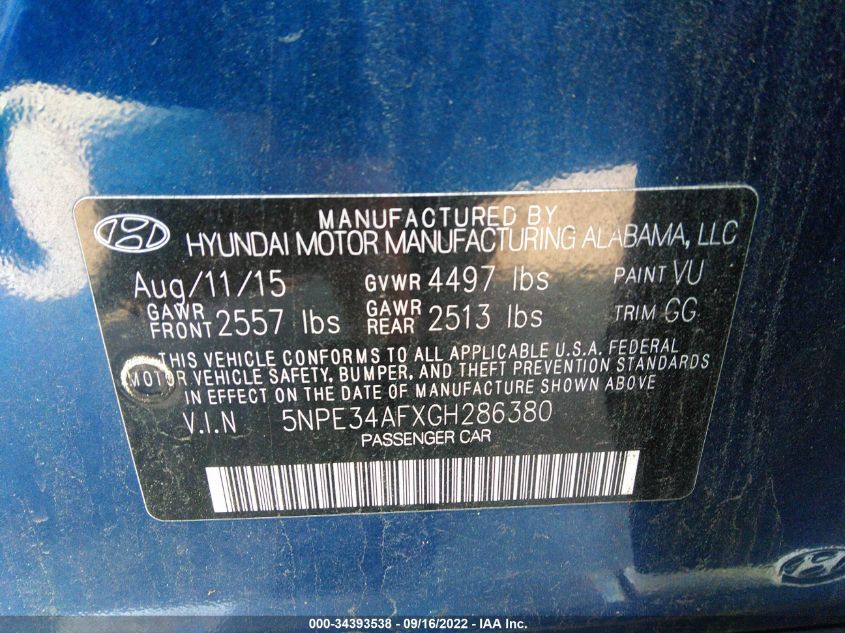 MANUFACTURED BY
HYUNDAI MOTOR MANUFACTURING ALABAMA, LLC
Aug/11/15 GVWR 4497 lbs PAINT VU
GAWR FRONT 2557 lbs GAWR REAR 2513 lbs TRIM GG
THIS VEHICLE CONFORMS TO ALL APPLICABLE U.S.A. FEDERAL
MOTOR VEHICLE SAFETY, BUMPER, AND THEFT PREVENTION STANDARDS
IN EFFECT ON THE DATE OF MANUFACTURE SHOWN ABOVE
V.I.N 5NPE34AFXGH286380
PASSENGER CAR
000-34393538 - 09/16/2022 - IAA Inc.